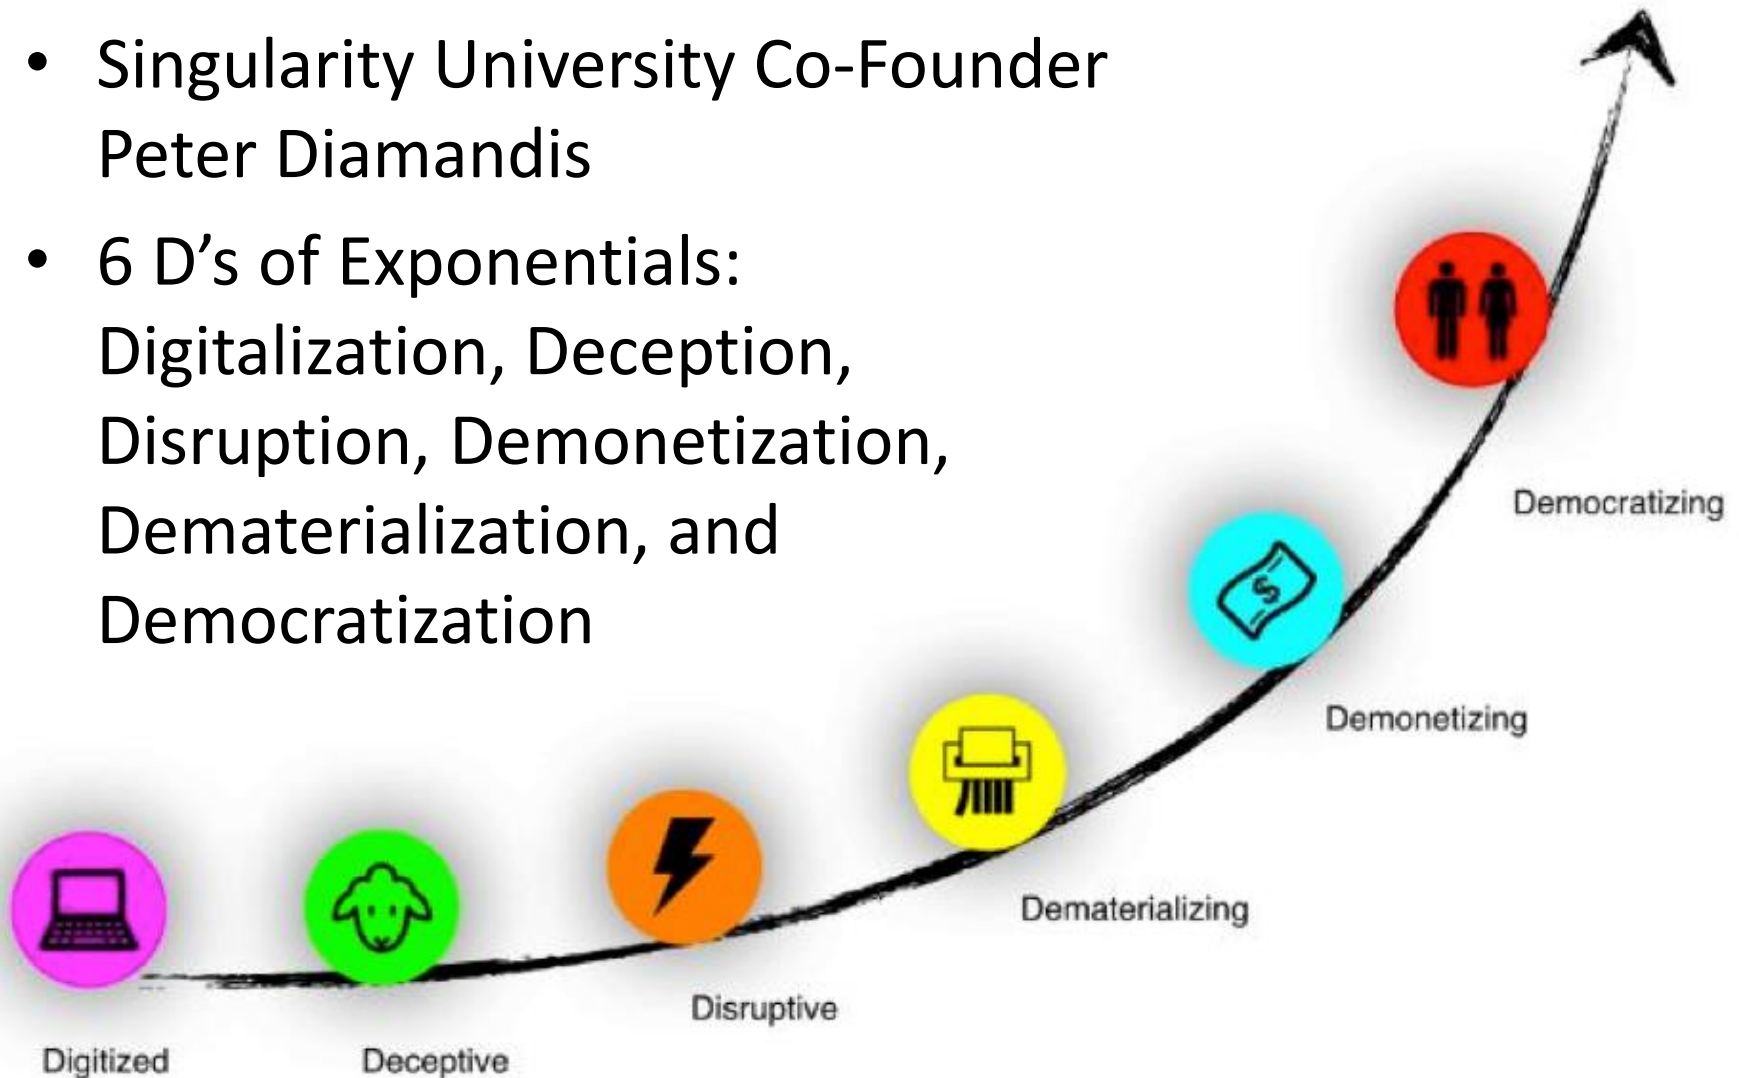 • Singularity University Co-Founder
Peter Diamandis
• 6 D’s of Exponentials:
Digitalization, Deception,
Disruption, Demonetization,
Dematerialization, and
Democratization
Democratizing
$
Demonetizing
Dematerializing
Disruptive
Digitized
Deceptive